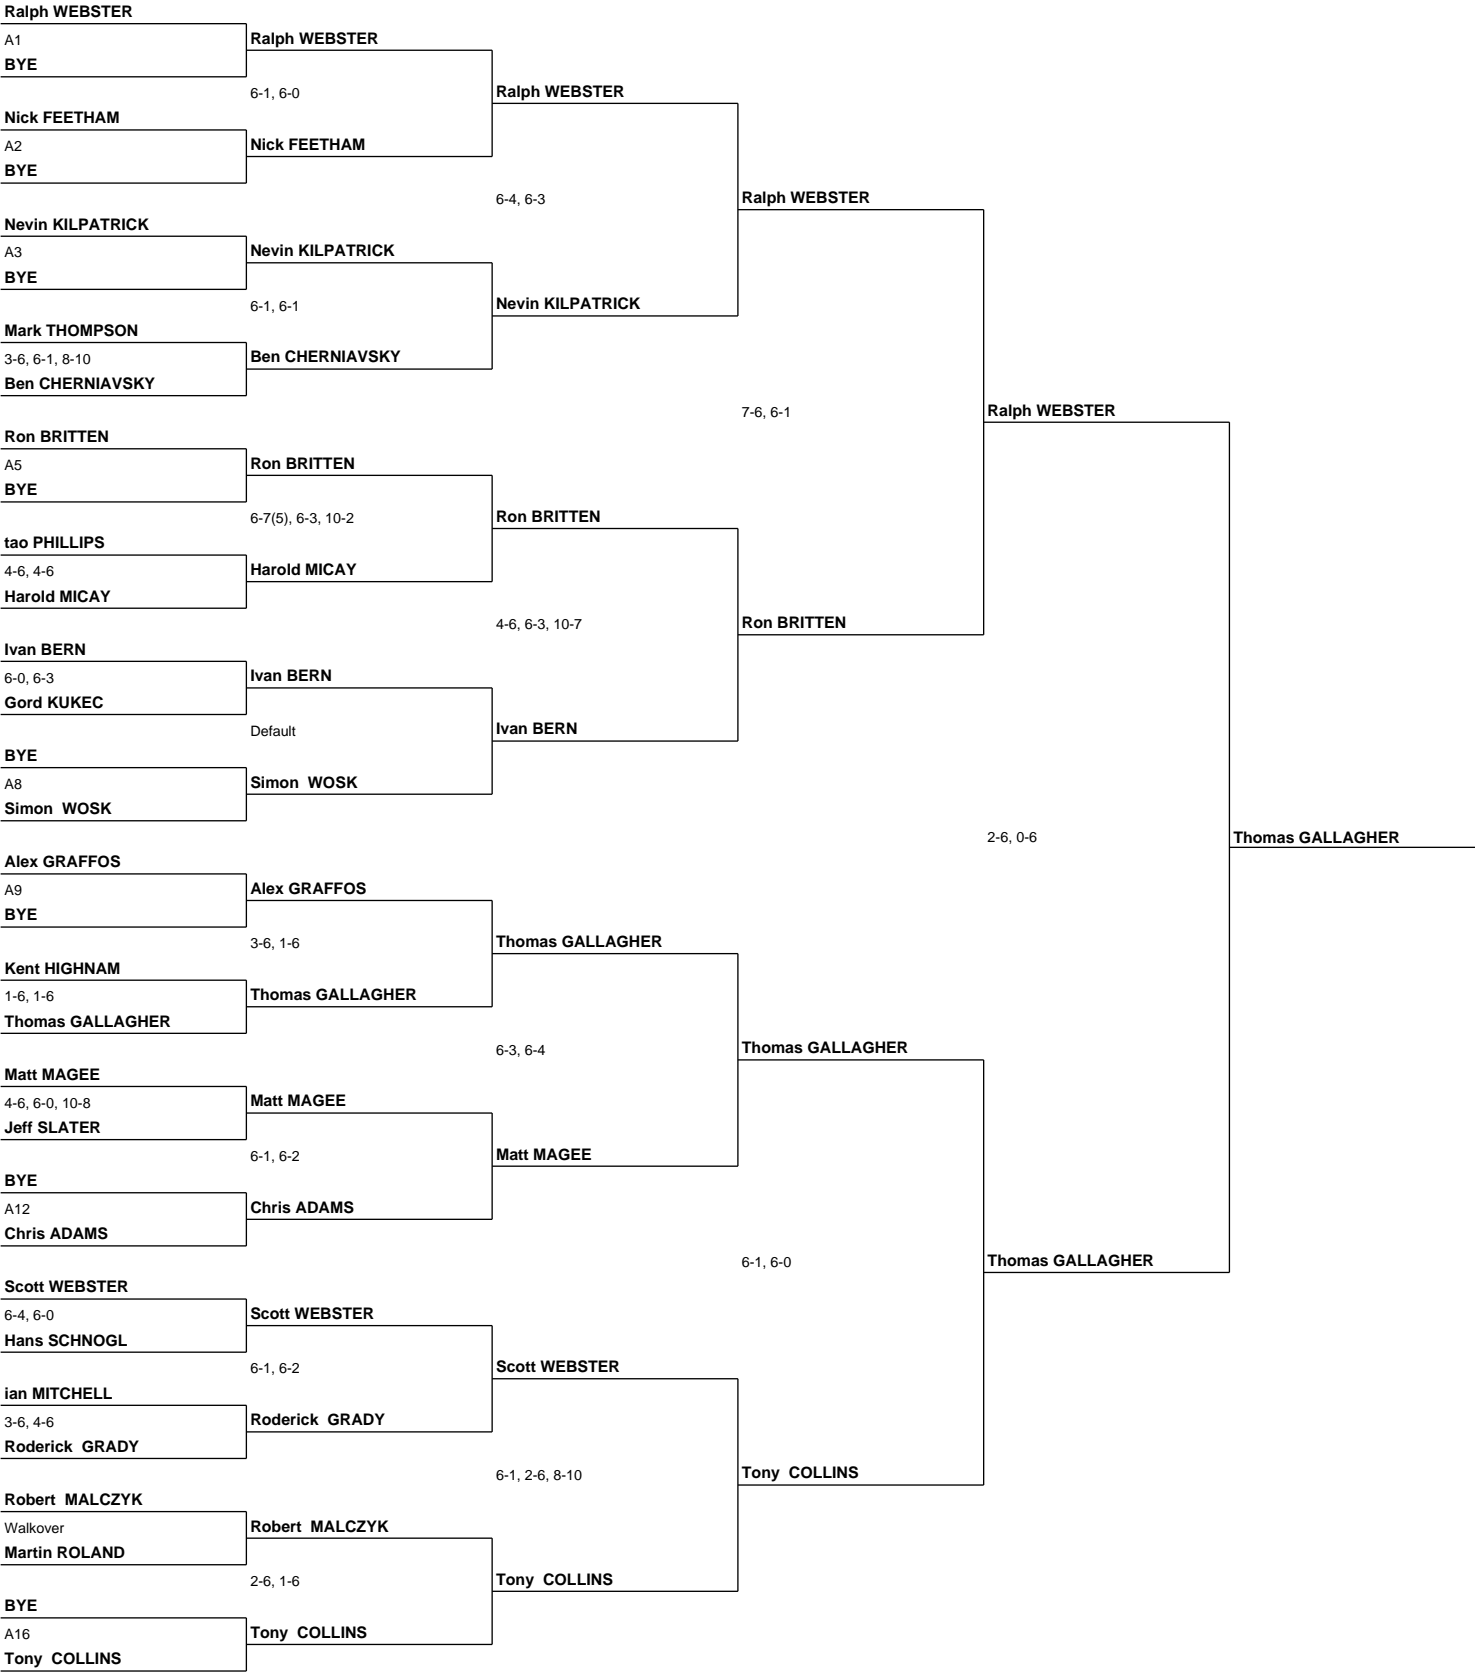 Ralph WEBSTER
A1
BYE
Nick FEETHAM
A2
BYE
Nevin KILPATRICK
A3
BYE
Mark THOMPSON
3-6, 6-1, 8-10
Ben CHERNIAVSKY
Ron BRITTEN
A5
BYE
tao PHILLIPS
4-6, 4-6
Harold MICAY
Ivan BERN
6-0, 6-3
Gord KUKEC
BYE
A8
Simon  WOSK
Alex GRAFFOS
A9
BYE
Kent HIGHNAM
1-6, 1-6
Thomas GALLAGHER
Matt MAGEE
4-6, 6-0, 10-8
Jeff SLATER
BYE
A12
Chris ADAMS
Scott WEBSTER
6-4, 6-0
Hans SCHNOGL
ian MITCHELL
3-6, 4-6
Roderick  GRADY
Robert  MALCZYK
Walkover
Martin ROLAND
BYE
A16
Tony  COLLINS
Ralph WEBSTER
6-1, 6-0
Nick FEETHAM
Nevin KILPATRICK
6-1, 6-1
Ben CHERNIAVSKY
Ron BRITTEN
6-7(5), 6-3, 10-2
Harold MICAY
Ivan BERN
Default
Simon  WOSK
Alex GRAFFOS
3-6, 1-6
Thomas GALLAGHER
Matt MAGEE
6-1, 6-2
Chris ADAMS
Scott WEBSTER
6-1, 6-2
Roderick  GRADY
Robert  MALCZYK
2-6, 1-6
Tony  COLLINS
Ralph WEBSTER
6-4, 6-3
Nevin KILPATRICK
Ron BRITTEN
4-6, 6-3, 10-7
Ivan BERN
Thomas GALLAGHER
6-3, 6-4
Matt MAGEE
Scott WEBSTER
6-1, 2-6, 8-10
Tony  COLLINS
Ralph WEBSTER
7-6, 6-1
Ron BRITTEN
Thomas GALLAGHER
6-1, 6-0
Tony  COLLINS
Ralph WEBSTER
2-6, 0-6
Thomas GALLAGHER
Thomas GALLAGHER